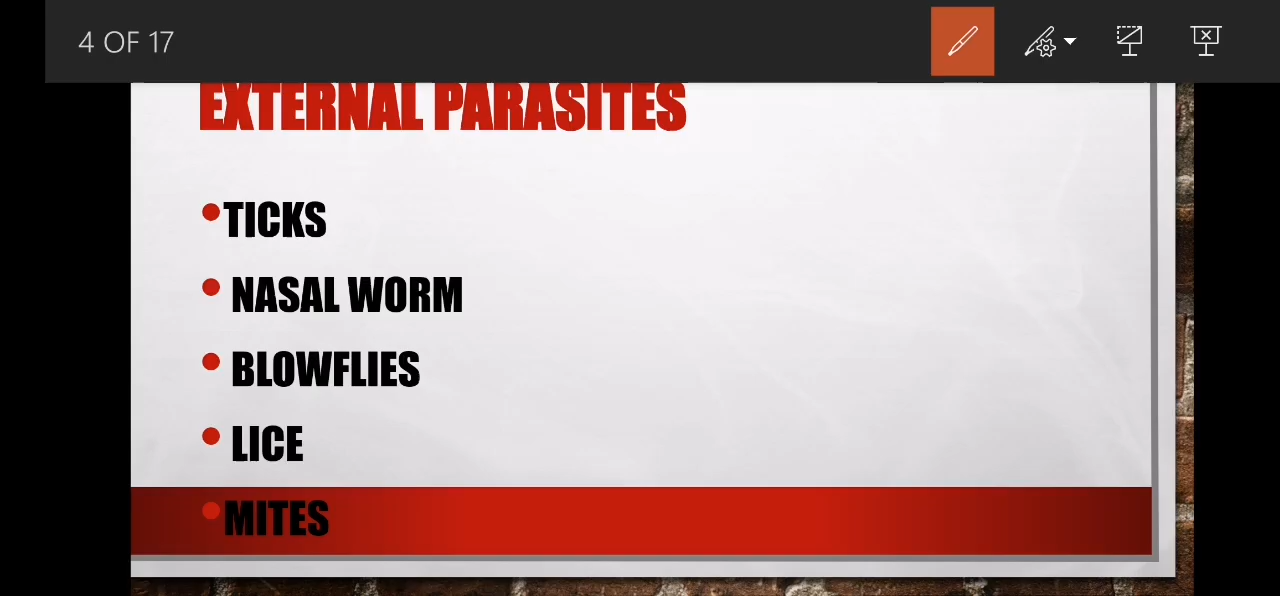 4 OF 17
EXTERNAL PARASITES
•TICKS
• NASAL WORM
• BLOWFLIES
• LICE
•MITES